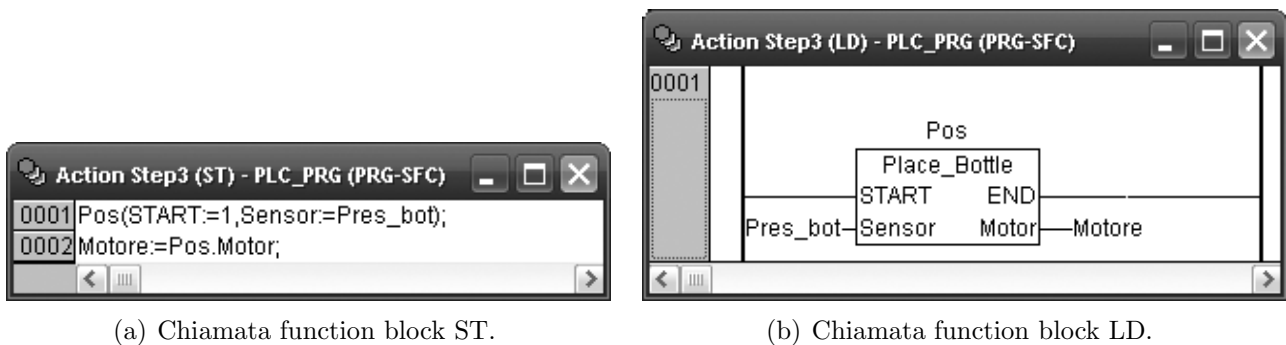 Action Step3 (ST) - PLC_PRG (PRG-SFC)
0001 Pos(START:=1,Sensor:=Pres_bot);
0002 Motore:=Pos.Motor;
(a) Chiamata function block ST.
Action Step3 (LD) - PLC_PRG (PRG-SFC)
0001
Pos
Place_Bottle
START END
Pres_bot Sensor Motor Motore
(b) Chiamata function block LD.